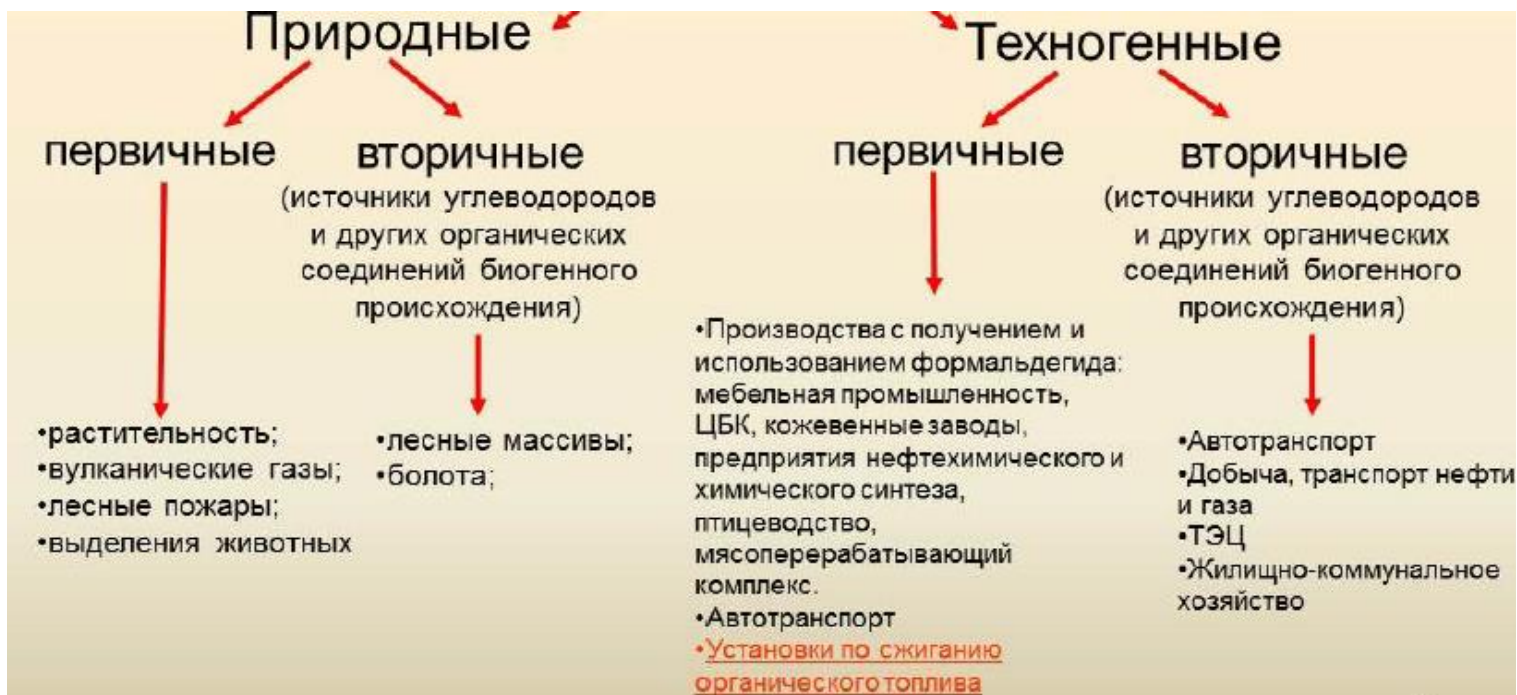 Природные
Техногенные
первичные
вторичные
(источники углеводородов
и других органических
соединений биогенного
происхождения)
•растительность;
•вулканические газы;
•лесные пожары;
•выделения животных
•лесные массивы;
•болота;
первичные
•Производства с получением и
использованием формальдегида:
мебельная промышленность,
ЦБК, кожевенные заводы,
предприятия нефтехимического и
химического синтеза,
птицеводство,
мясоперерабатывающий
комплекс.
•Автотранспорт
•Установки по сжиганию
органического топлива
вторичные
(источники углеводородов
и других органических
соединений биогенного
происхождения)
•Автотранспорт
•Добыча, транспорт нефти
и газа
•ТЭЦ
•Жилищно-коммунальное
хозяйство